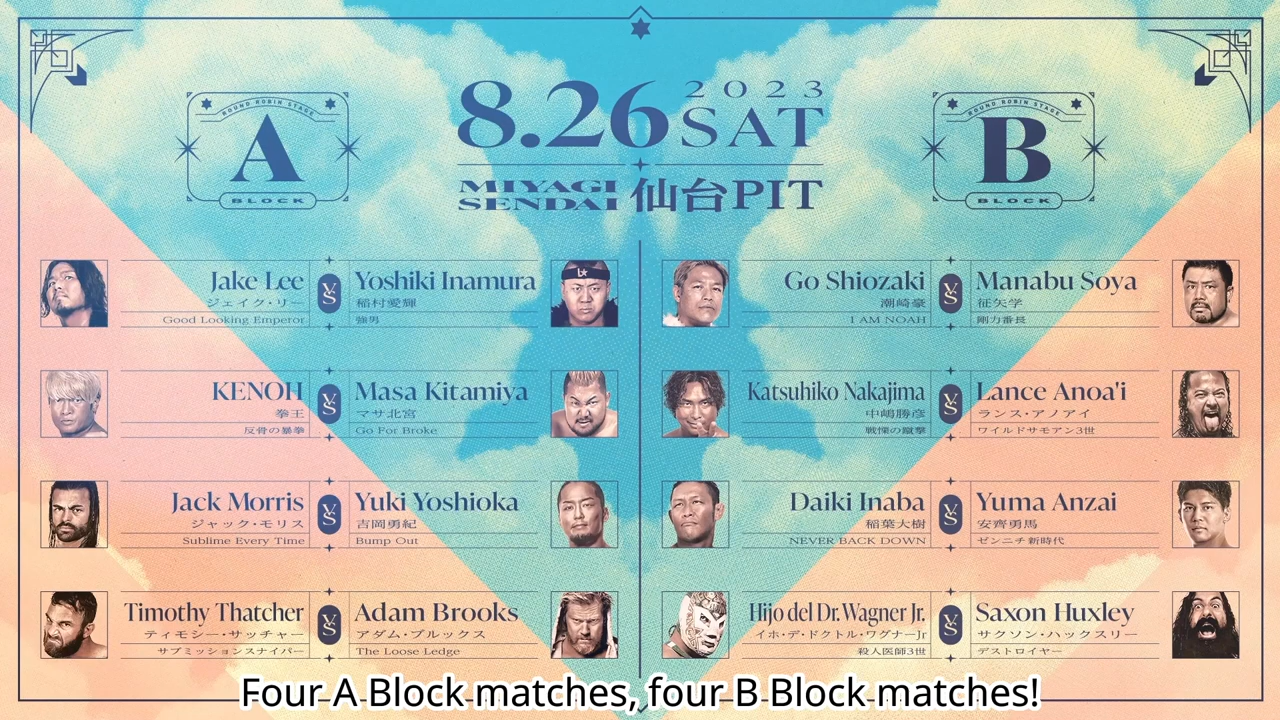 8.26 2023 SAT
MIYAGI SENDAI 仙台PIT
ROUND ROBIN STAGE
A
BLOCK
ROUND ROBIN STAGE
B
BLOCK
Jake Lee VS Yoshiki Inamura
ジェイク・リー 稲村愛輝
Good Looking Emperor 強男
KENOH VS Masa Kitamiya
拳王 マサ北宮
反骨の暴拳 Go For Broke
Jack Morris VS Yuki Yoshioka
ジャック・モリス 吉岡勇紀
Sublime Every Time Bump Out
Timothy Thatcher VS Adam Brooks
ティモシー・サッチャー アダム・ブルックス
サブミッションスナイパー The Loose Ledge
Go Shiozaki VS Manabu Soya
潮崎豪 征矢学
I AM NOAH 剛力番長
Katsuhiko Nakajima VS Lance Anoa'i
中嶋勝彦 ランス・アノアイ
戦慄の蹴撃 ワイルドサモアン3世
Daiki Inaba VS Yuma Anzai
稲葉大樹 安齊勇馬
NEVER BACK DOWN ゼンニチ新時代
Hijo del Dr. Wagner Jr. VS Saxon Huxley
イホ・デ・ドクトル・ワグナーJr サクソン・ハックスリー
殺人医師3世 デストロイヤー
Four A Block matches, four B Block matches!